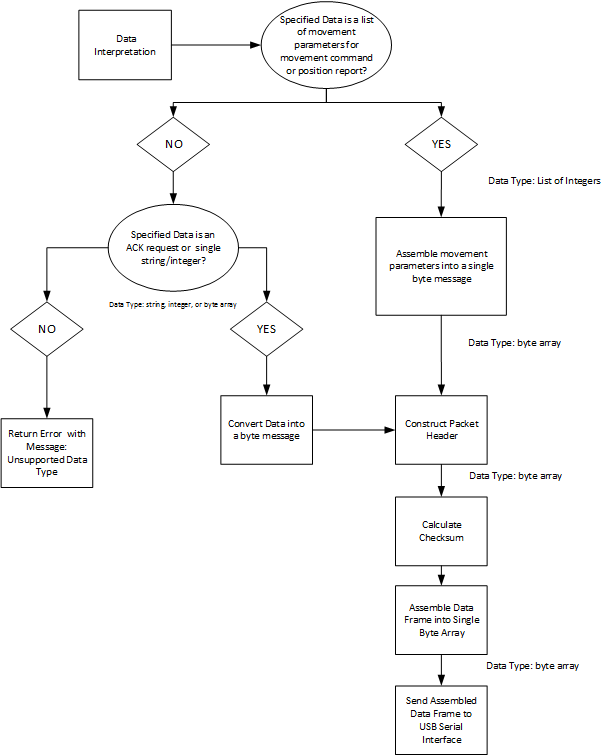 Data
Interpretation
Specified Data is a list
of movement
parameters for
movement command
or position report?
NO
YES
Data Type: List of Integers
Specified Data is an
ACK request or single
string/integer?
Assemble movement
parameters into a single
byte message
Data Type: string, integer, or byte array
NO
YES
Data Type: byte array
Return Error with
Message:
Unsupported Data
Type
Convert Data into
a byte message
Construct Packet
Header
Data Type: byte array
Calculate
Checksum
Assemble Data
Frame into Single
Byte Array
Data Type: byte array
Send Assembled
Data Frame to
USB Serial
Interface